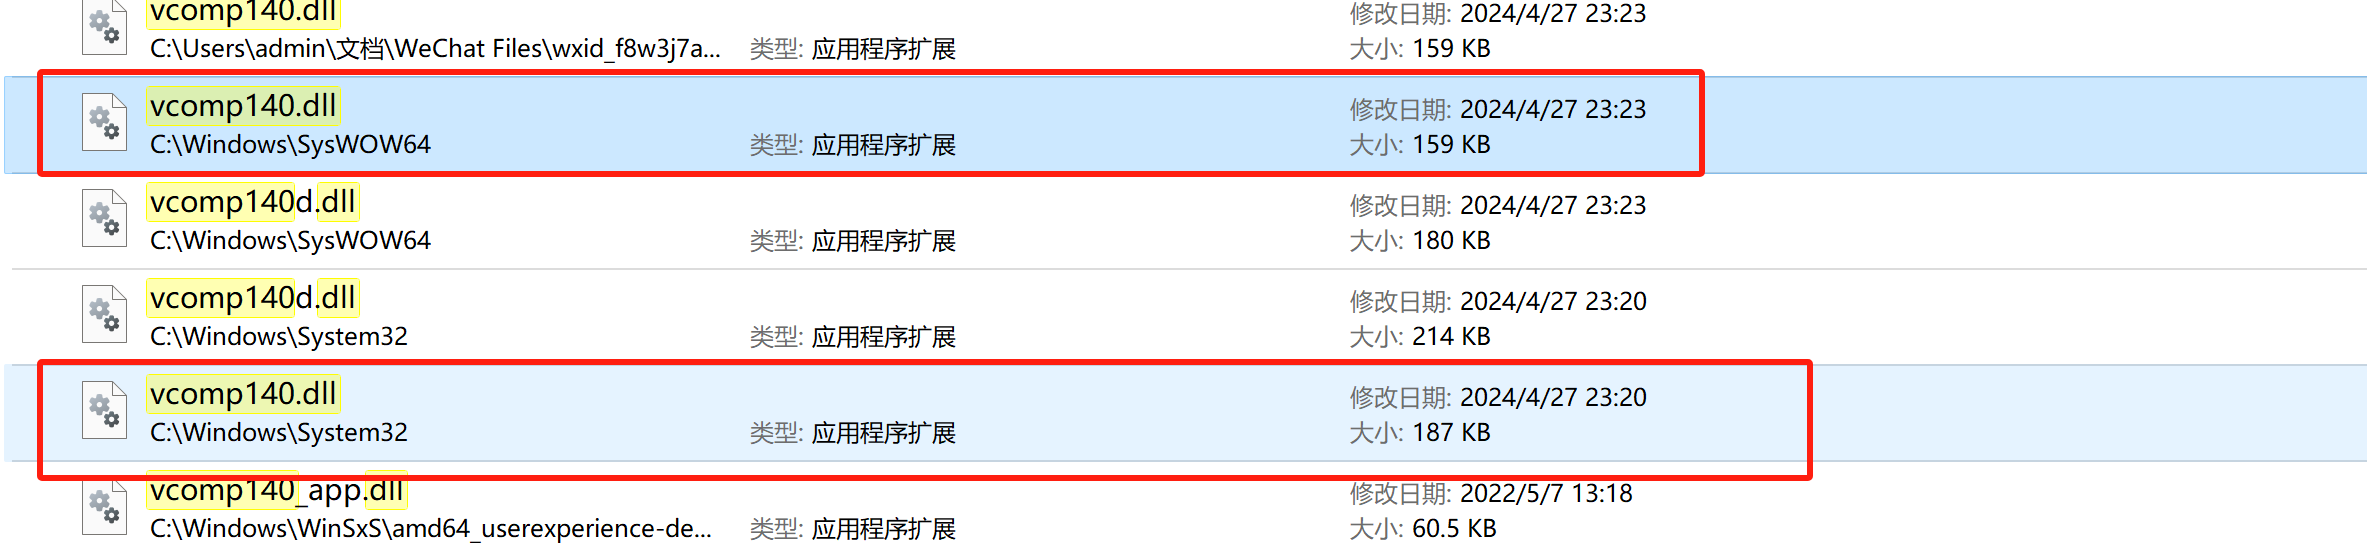 vcomp140.dll
修改日期: 2024/4/27 23:23
C:\Users\admin\文档\WeChat Files\wxid_f8w3j7a...
类型: 应用程序扩展
大小: 159 KB
vcomp140.dll
修改日期: 2024/4/27 23:23
C:\Windows\SysWOW64
类型: 应用程序扩展
大小: 159 KB
vcomp140d.dll
修改日期: 2024/4/27 23:23
C:\Windows\SysWOW64
类型: 应用程序扩展
大小: 180 KB
vcomp140d.dll
修改日期: 2024/4/27 23:20
C:\Windows\System32
类型: 应用程序扩展
大小: 214 KB
vcomp140.dll
修改日期: 2024/4/27 23:20
C:\Windows\System32
类型: 应用程序扩展
大小: 187 KB
vcomp140_app.dll
修改日期: 2022/5/7 13:18
C:\Windows\WinSxS\amd64_userexperience-de...
类型: 应用程序扩展
大小: 60.5 KB